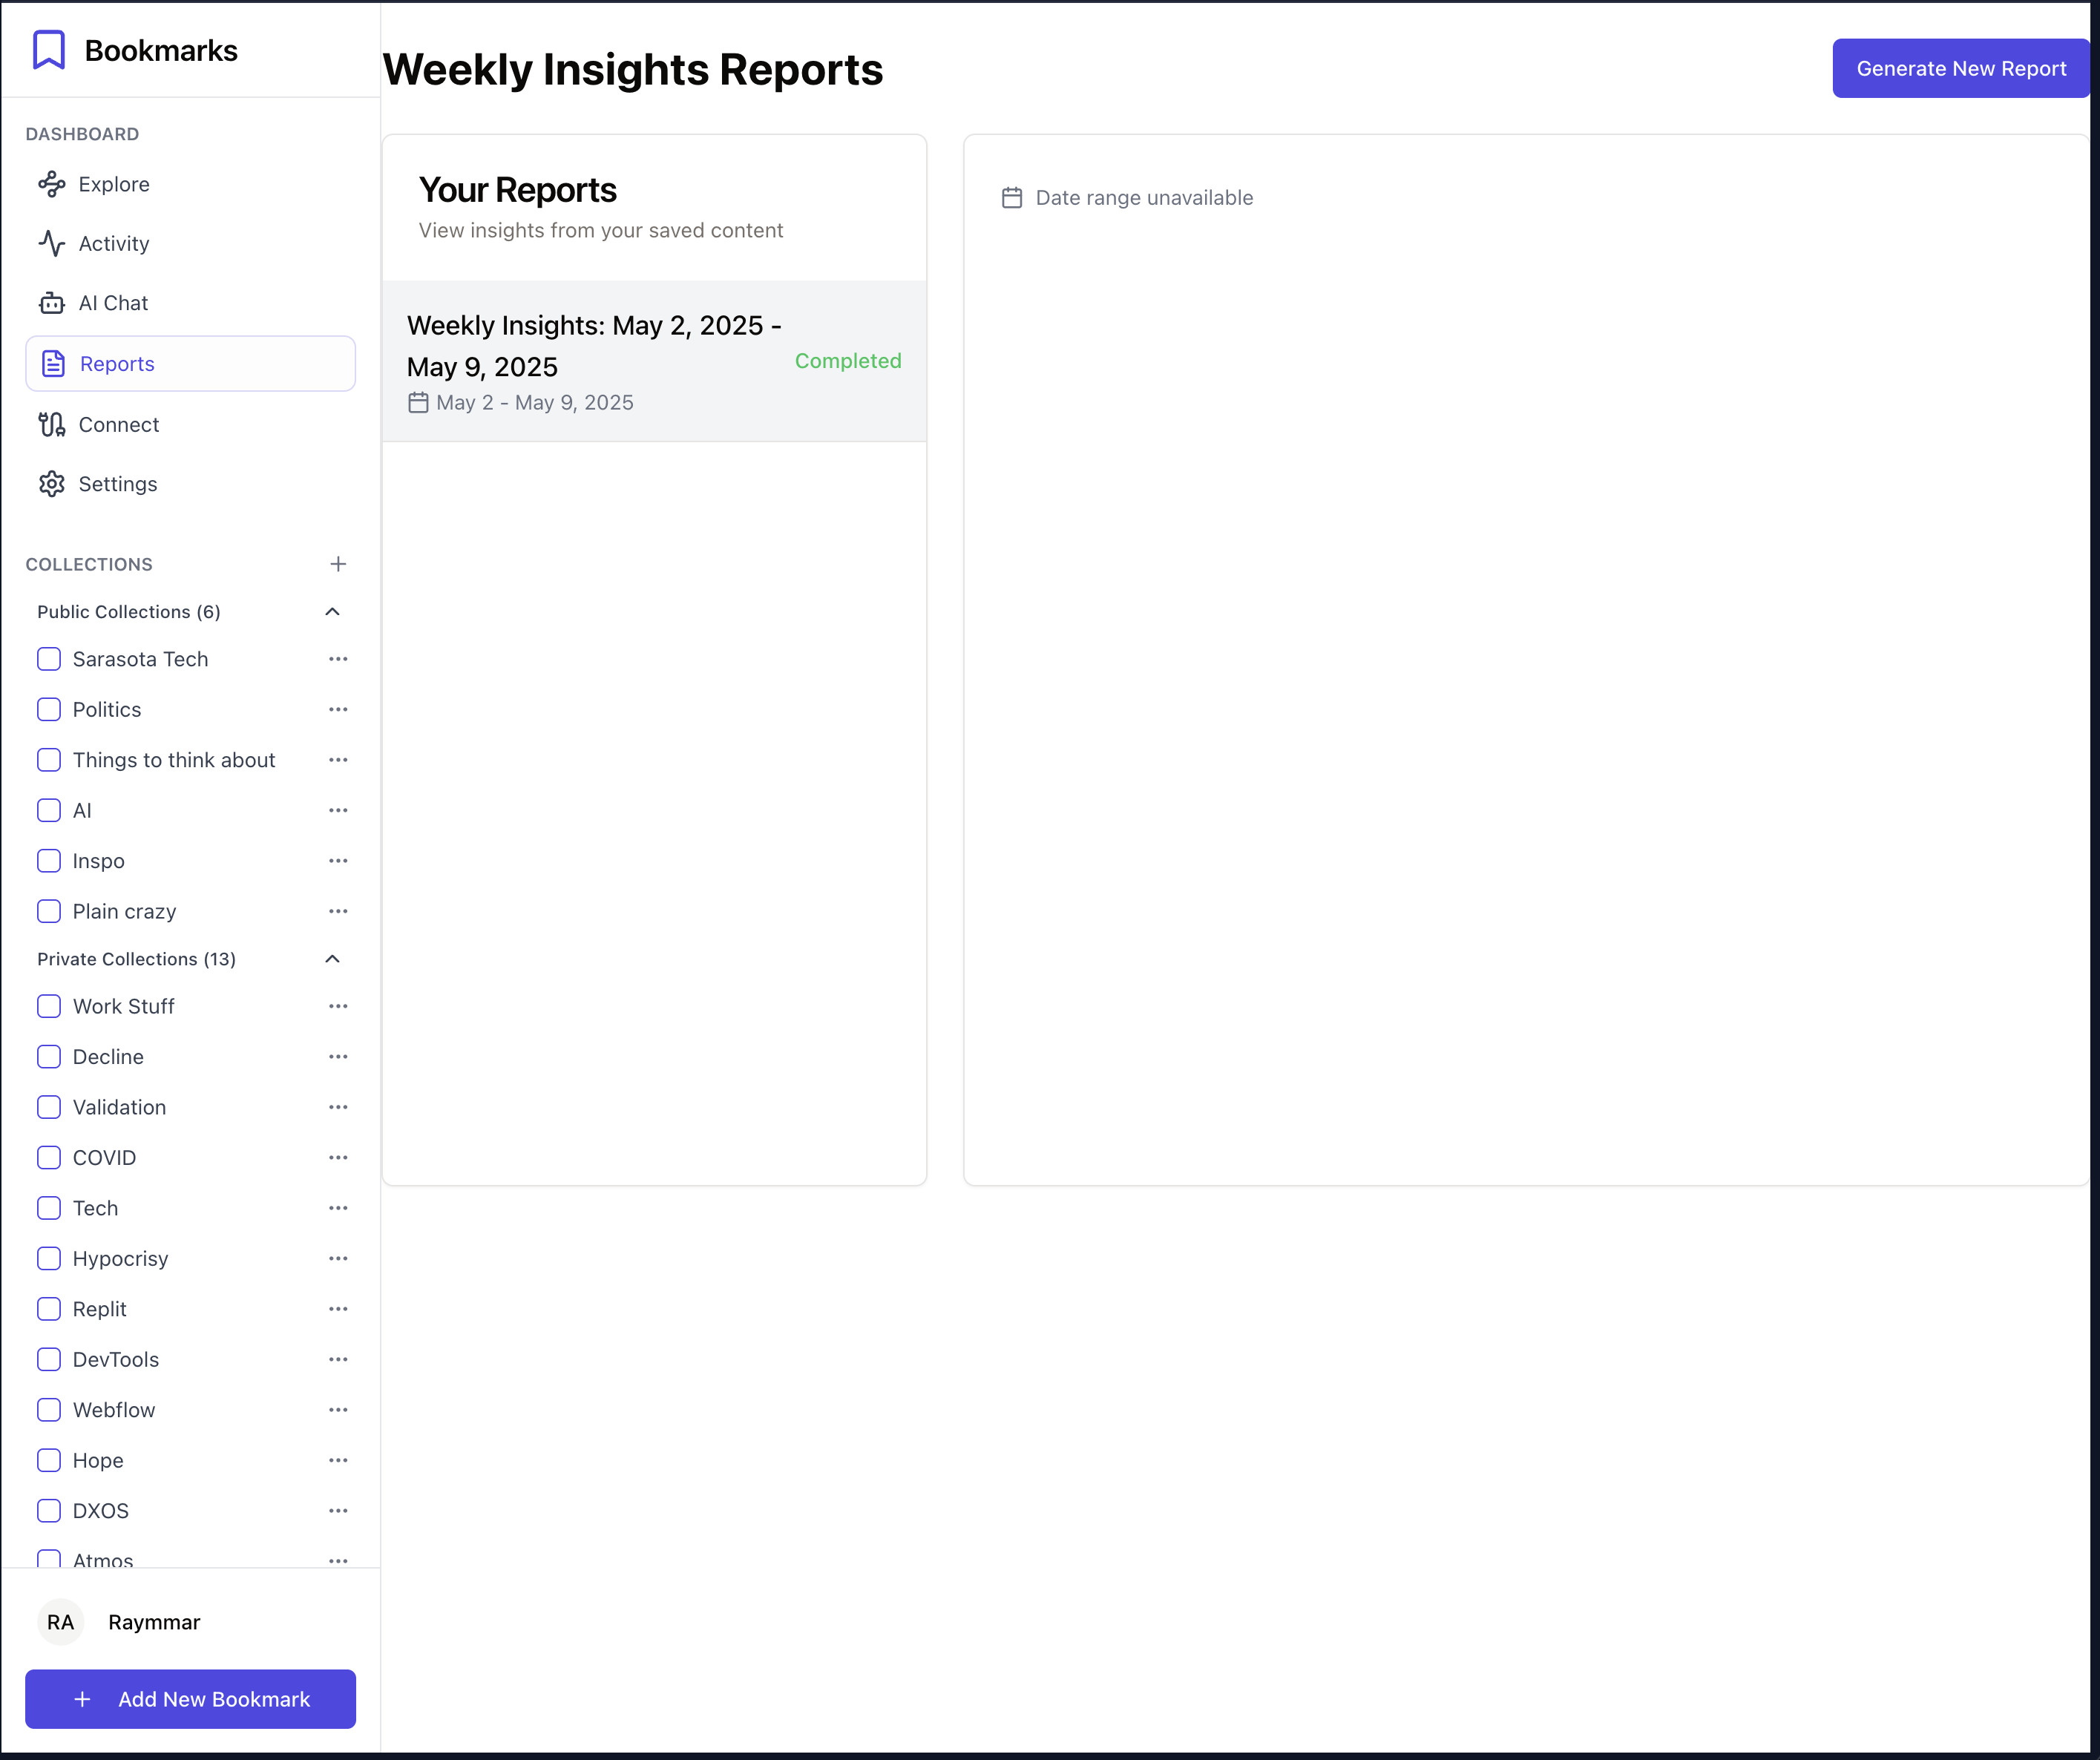 Bookmarks
DASHBOARD
Explore
Activity
AI Chat
Reports
Connect
Settings
COLLECTIONS
Public Collections (6)
Sarasota Tech
Politics
Things to think about
AI
Inspo
Plain crazy
Private Collections (13)
Work Stuff
Decline
Validation
COVID
Tech
Hypocrisy
Replit
DevTools
Webflow
Hope
DXOS
Atmos
RA
Raymmar
Add New Bookmark
Weekly Insights Reports
Generate New Report
Your Reports
View insights from your saved content
Weekly Insights: May 2, 2025 -
May 9, 2025
Completed
May 2 - May 9, 2025
Date range unavailable